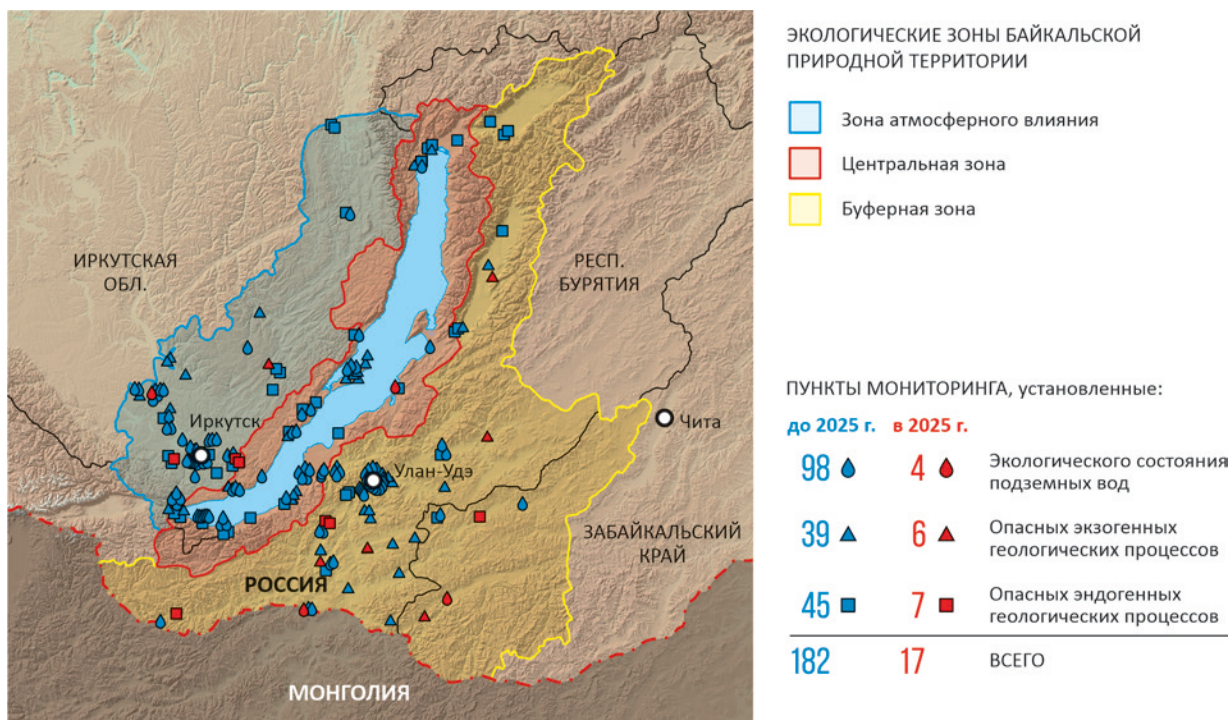 ИРКУТСКАЯ
ОБЛ.
РЕСП.
БУРЯТИЯ
Иркутск
Чита
Улан-Удэ
ЗАБАЙКАЛЬСКИЙ
КРАЙ
РОССИЯ
МОНГОЛИЯ
ЭКОЛОГИЧЕСКИЕ ЗОНЫ БАЙКАЛЬСКОЙ
ПРИРОДНОЙ ТЕРРИТОРИИ
Зона атмосферного влияния
Центральная зона
Буферная зона
ПУНКТЫ МОНИТОРИНГА, установленные:
до 2025 г. в 2025 г.
98 4 Экологического состояния
подземных вод
39 6 Опасных экзогенных
геологических процессов
45 7 Опасных эндогенных
геологических процессов
182 17 ВСЕГО